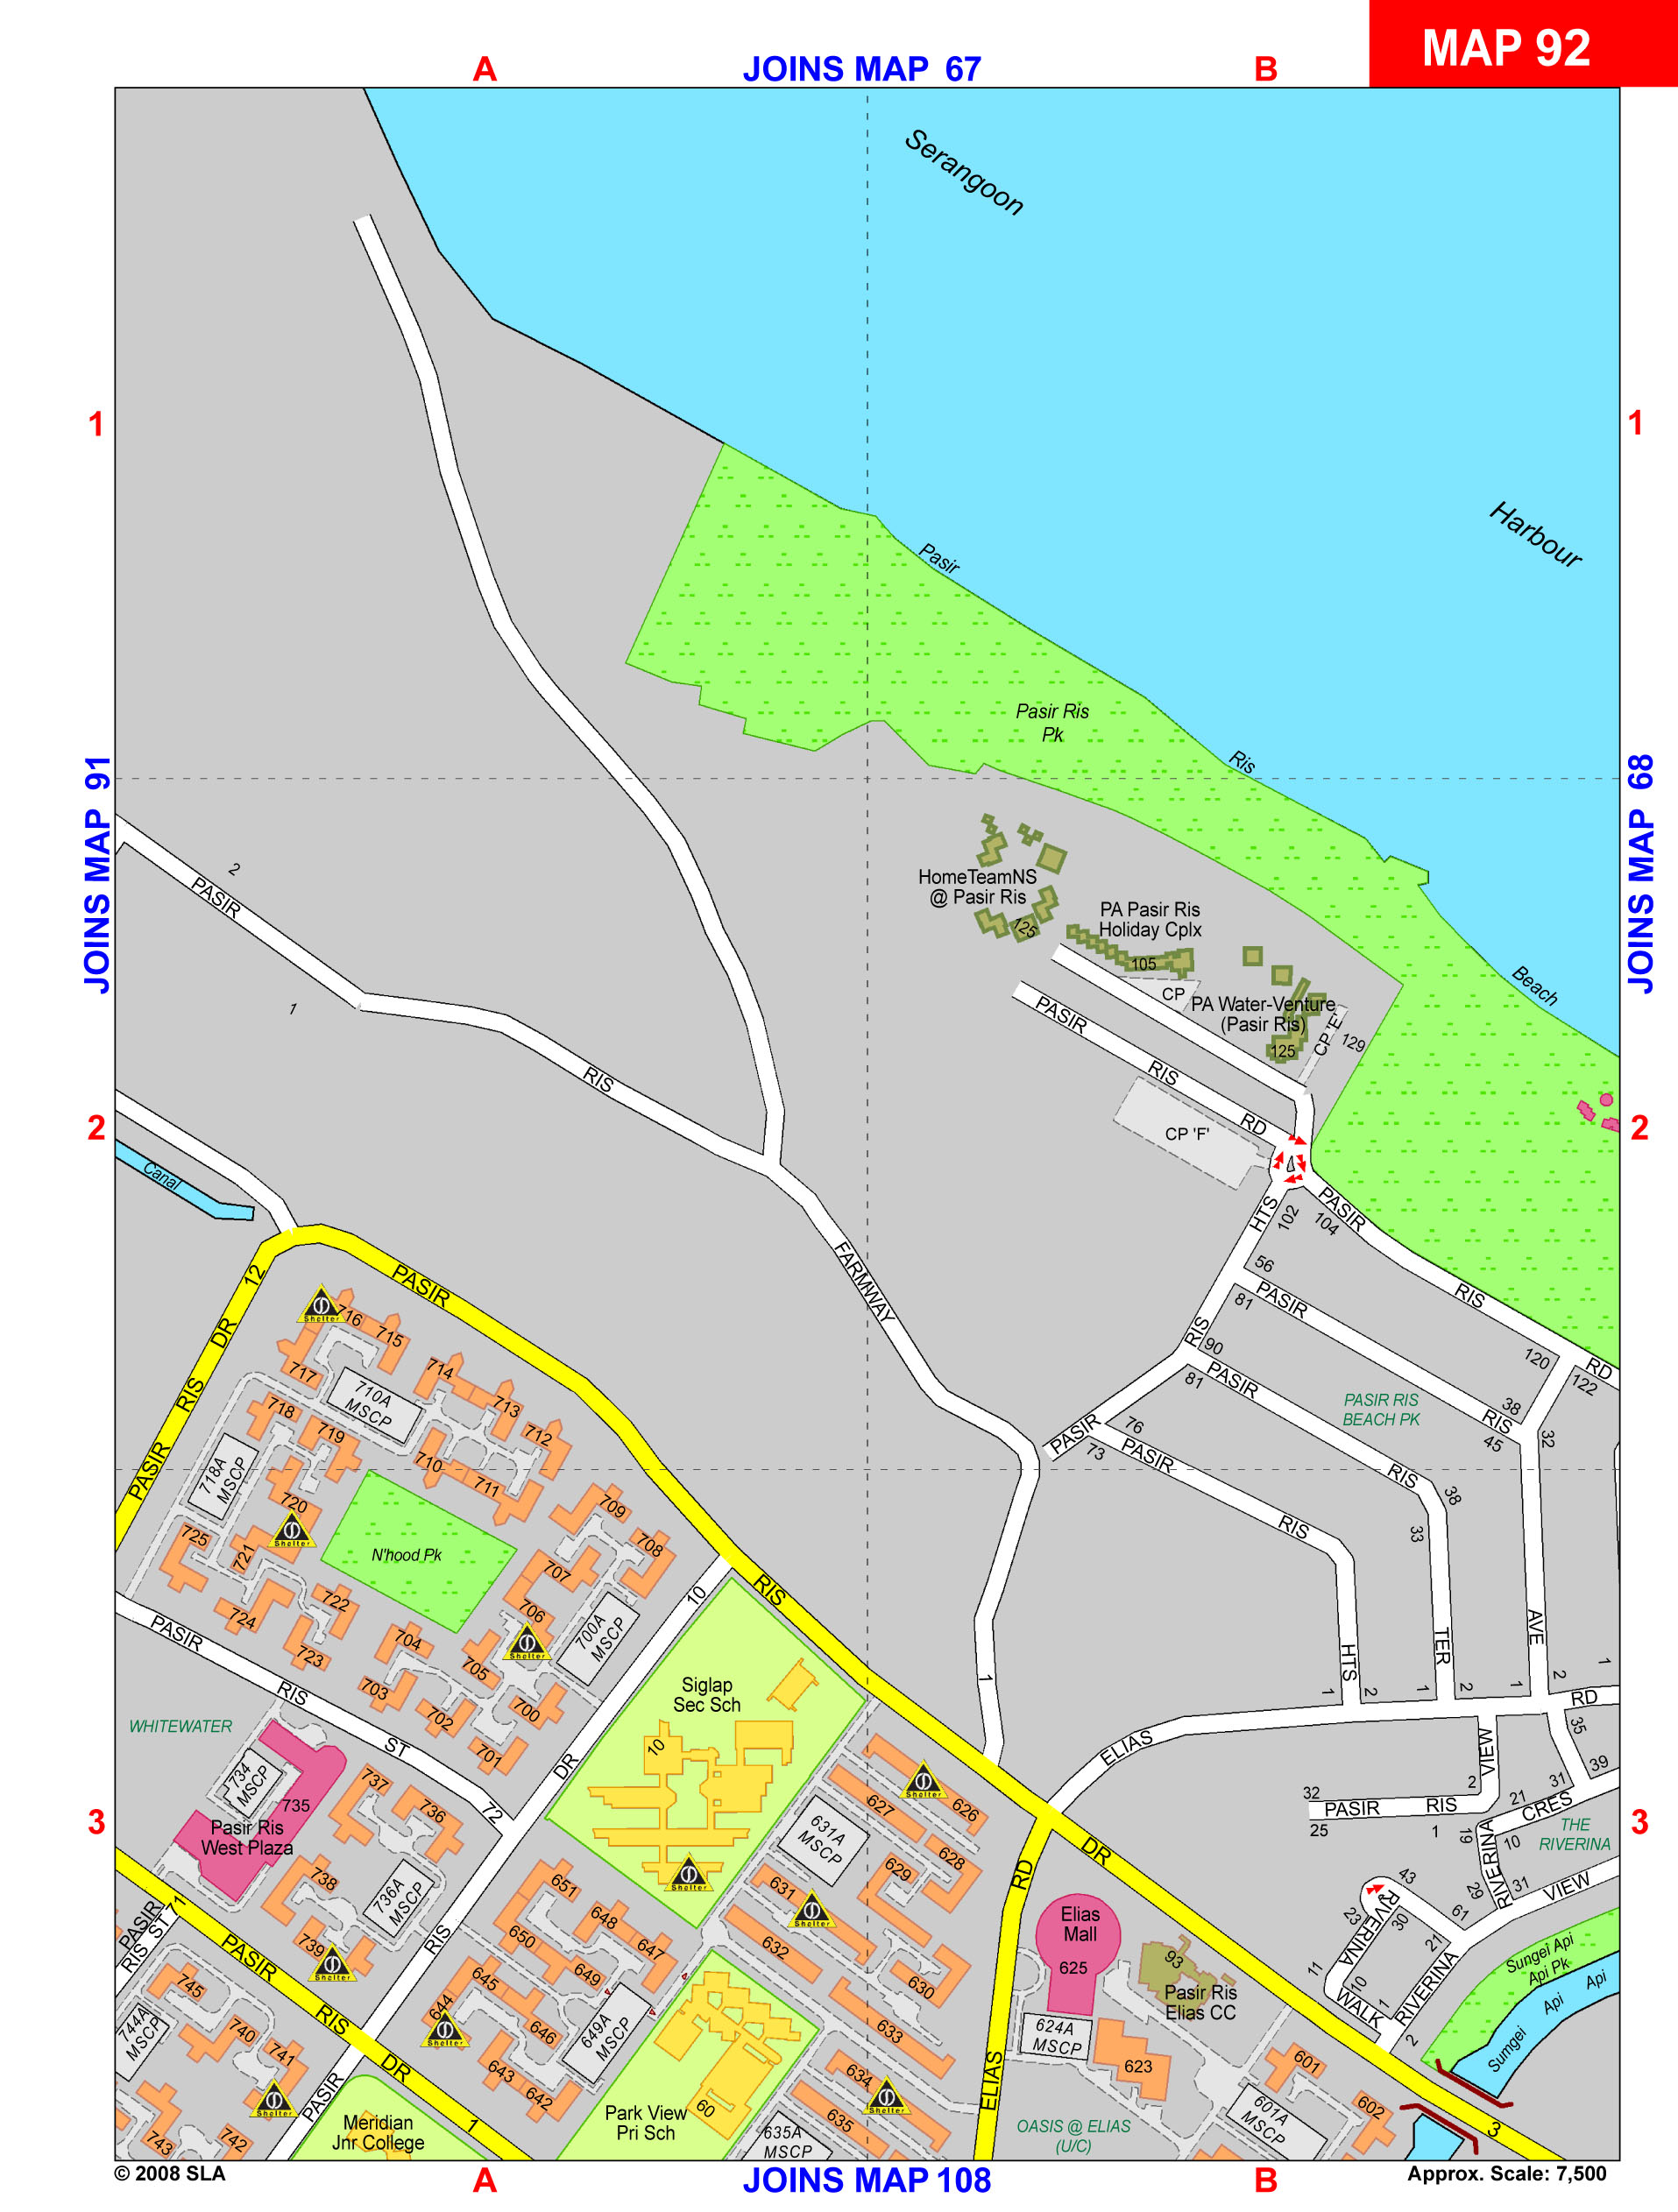 MAP 92
A
JOINS MAP 67
B
Serangoon
Harbour
1
1
Pasir
Ris
Beach
Pasir Ris
Pk
JOINS MAP 91
JOINS MAP 68
HomeTeamNS
@ Pasir Ris
125
PA Pasir Ris
Holiday Cplx
105
CP
PA Water-Venture
(Pasir Ris)
125
CP 'E'
129
2
PASIR
1
RIS
PASIR
RIS
RD
CP 'F'
2
2
Canal
HTS
102
PASIR
104
RIS
RD
FARMWAY
56
81
PASIR
RIS
120
122
38
45
32
RIS
90
81
PASIR
RIS
38
33
PASIR RIS
BEACH PK
PASIR
76
73
PASIR
RIS
12
DR
RIS
PASIR
PASIR
716
715
717
714
713
712
710A
MSCP
718
719
710
711
718A
MSCP
720
725
721
709
708
N'hood Pk
707
706
722
724
723
704
705
703
702
700
701
700A
MSCP
Shelter
Shelter
Shelter
10
RIS
1
HTS
TER
AVE
1
2
1
2
1
2
1
RD
35
PASIR
RIS
ST
72
WHITEWATER
734
MSCP
735
Pasir Ris
West Plaza
737
736
738
736A
MSCP
739
Shelter
DR
RIS
PASIR
Siglap
Sec Sch
10
Shelter
ELIAS
VIEW
2
31
39
32
PASIR
RIS
25
1
21
CRES
19
10
THE
RIVERINA
RIVERINA
29
31
VIEW
3
3
626
627
Shelter
631A
MSCP
628
629
631
Shelter
632
630
633
634
Shelter
635
635A
MSCP
DR
RD
ELIAS
Elias
Mall
625
93
Pasir Ris
Elias CC
624A
MSCP
623
601
601A
MSCP
602
OASIS @ ELIAS
(U/C)
43
RIVERINA
23
30
61
21
11
10
WALK
1
RIVERINA
2
Sungei Api
Api Pk
Sumgei
Api
Api
3
651
650
648
647
649
645
646
644
Shelter
643
642
649A
MSCP
Park View
Pri Sch
60
PASIR
RIS ST
71
PASIR
RIS
DR
1
745
744A
MSCP
740
741
Shelter
743
742
Meridian
Jnr College
© 2008 SLA
A
JOINS MAP 108
B
Approx. Scale: 7,500